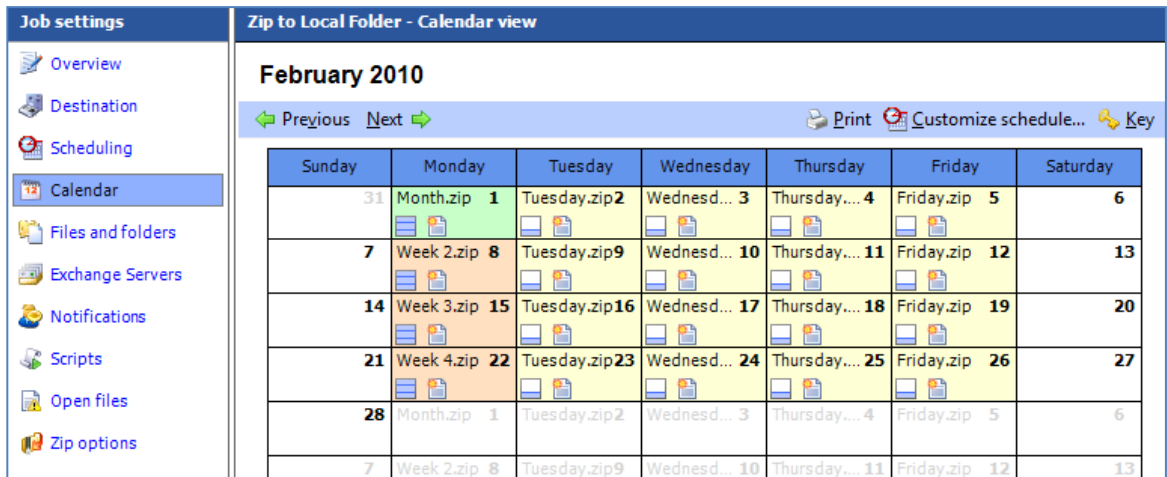 Job settings
Overview
Destination
Scheduling
12 Calendar
Files and folders
Exchange Servers
Notifications
Scripts
Open files
Zip options
Zip to Local Folder - Calendar view
February 2010
Previous Next Print Customize schedule... Key
Sunday Monday Tuesday Wednesday Thursday Friday Saturday
31 Month.zip 1 Tuesday.zip2 Wednesd... 3 Thursday.... 4 Friday.zip 5 6
7 Week 2.zip 8 Tuesday.zip9 Wednesd... 10 Thursday.... 11 Friday.zip 12 13
14 Week 3.zip 15 Tuesday.zip16 Wednesd... 17 Thursday.... 18 Friday.zip 19 20
21 Week 4.zip 22 Tuesday.zip23 Wednesd... 24 Thursday.... 25 Friday.zip 26 27
28 Month.zip 1 Tuesday.zip2 Wednesd... 3 Thursday.... 4 Friday.zip 5 6
7 Week 2.zip 8 Tuesday.zip9 Wednesd... 10 Thursday.... 11 Friday.zip 12 13